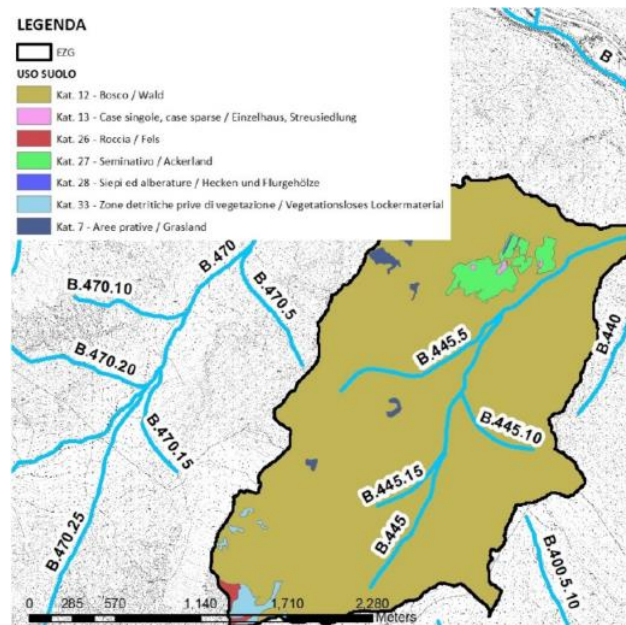 LEGENDA
EZG
USO SUOLO
Kat. 12 - Bosco / Wald
Kat. 13 - Case singole, case sparse / Einzelhaus, Streusiedlung
Kat. 26 - Roccia / Fels
Kat. 27 - Seminativo / Ackerland
Kat. 28 - Siepi ed alberature / Hecken und Flurgehölze
Kat. 33 - Zone detritiche prive di vegetazione / Vegetationsloses Lockermaterial
Kat. 7 - Aree prative / Grasland
B
B.470
B.470.10
B.470.5
B.470.20
B.445.5
B.440
B.470.15
B.445.10
B.445.15
B.470.25
B.445
B.400.5.10
0 285 570 1.140 1,710 2,280
Meters